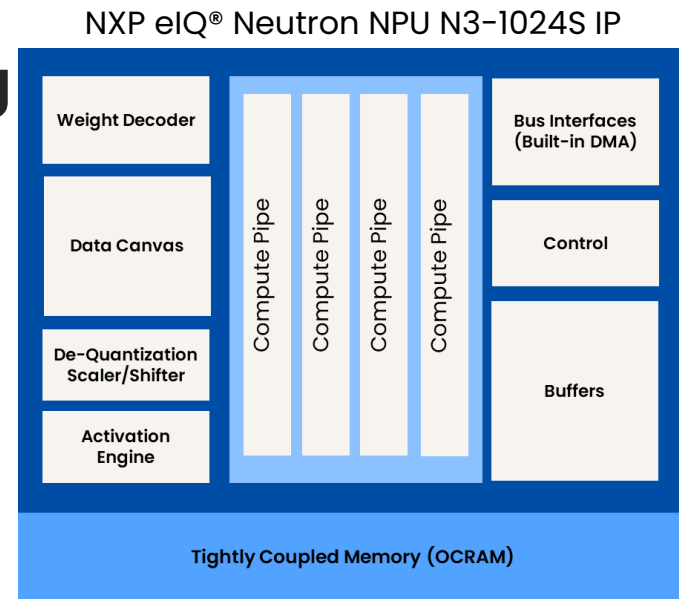 NXP eIQ® Neutron NPU N3-1024S IP
Weight Decoder
Data Canvas
De-Quantization
Scaler/Shifter
Activation
Engine
Compute Pipe
Compute Pipe
Compute Pipe
Compute Pipe
Bus Interfaces
(Built-in DMA)
Control
Buffers
Tightly Coupled Memory (OCRAM)